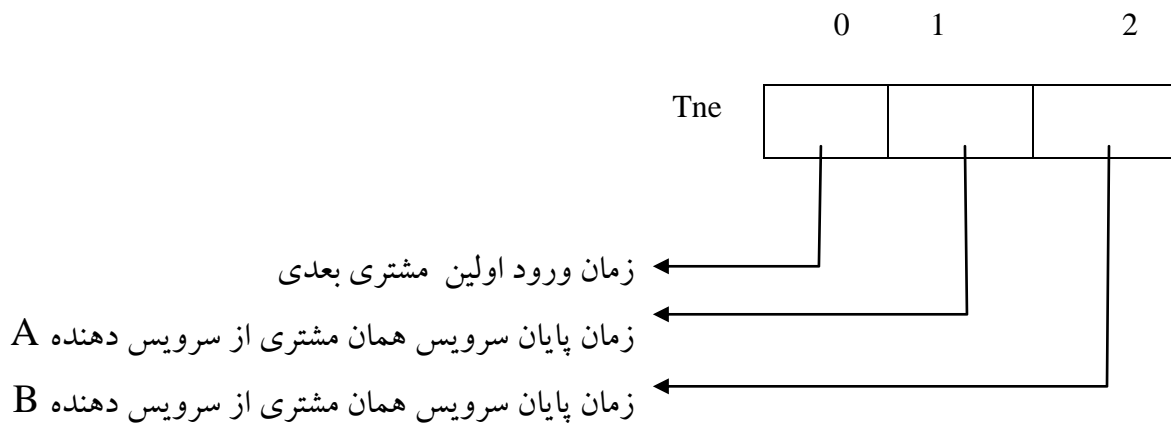 0 1 2
Tne
زمان ورود اولین مشتری بعدی
زمان پایان سرویس همان مشتری از سرویس دهنده A
زمان پایان سرویس همان مشتری از سرویس دهنده B